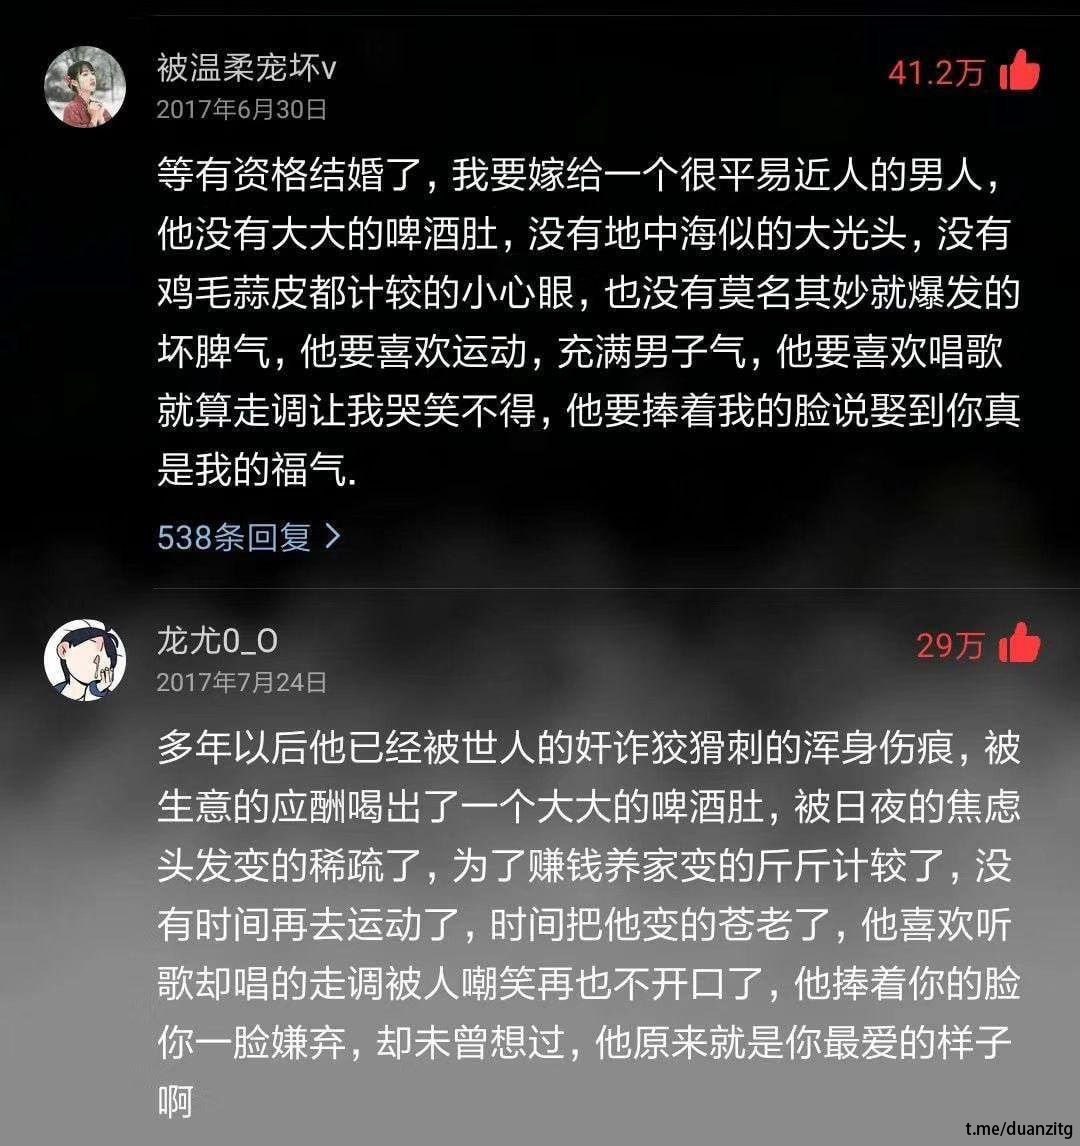 被温柔宠坏v
41.2万
2017年6月30日
等有资格结婚了，我要嫁给一个很平易近人的男人，
他没有大大的啤酒肚，没有地中海似的大光头，没有
鸡毛蒜皮都计较的小心眼，也没有莫名其妙就爆发的
坏脾气，他要喜欢运动，充满男子气，他要喜欢唱歌
就算走调让我哭笑不得，他要捧着我的脸说娶到你真
是我的福气.
538条回复
龙尤0_O
29万
2017年7月24日
多年以后他已经被世人的奸诈狡猾刺的浑身伤痕，被
生意的应酬喝出了一个大大的啤酒肚，被日夜的焦虑
头发变的稀疏了，为了赚钱养家变的斤斤计较了，没
有时间再去运动了，时间把他变的苍老了，他喜欢听
歌却唱的走调被人嘲笑再也不开口了，他捧着你的脸
你一脸嫌弃，却未曾想过，他原来就是你最爱的样子
啊
t.me/duanzitg